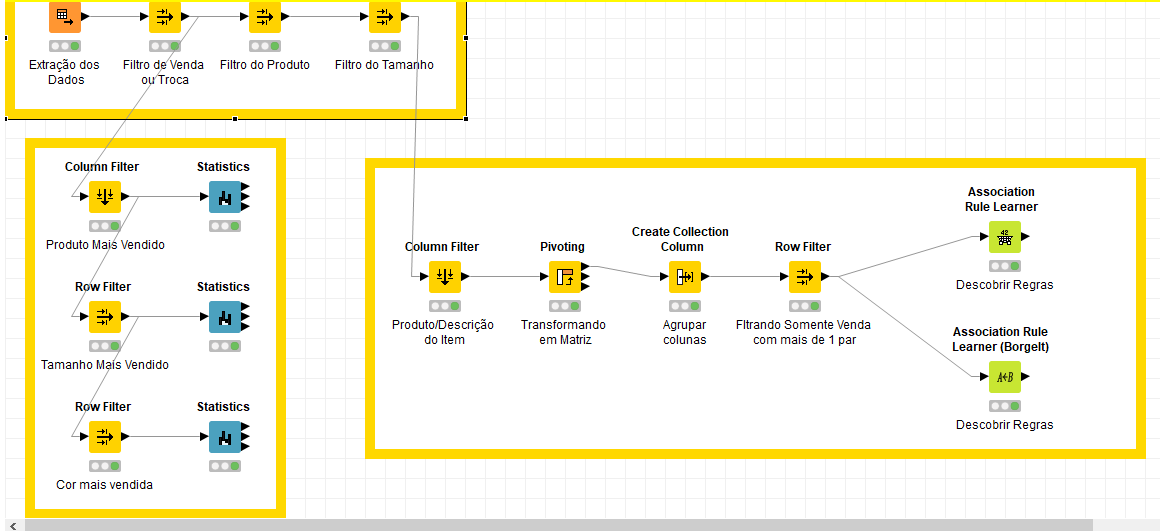 Extração dos
Dados
Filtro de Venda
ou Troca
Filtro do Produto
Filtro do Tamanho
Column Filter
Statistics
Produto Mais Vendido
Row Filter
Statistics
Tamanho Mais Vendido
Row Filter
Statistics
Cor mais vendida
Column Filter
Produto/Descrição
do Item
Pivoting
Transformando
em Matriz
Create Collection
Column
Agrupar
colunas
Row Filter
FItrando Somente Venda
com mais de 1 par
Association
Rule Learner
42
Descobrir Regras
Association Rule
Learner (Borgelt)
A←B
Descobrir Regras